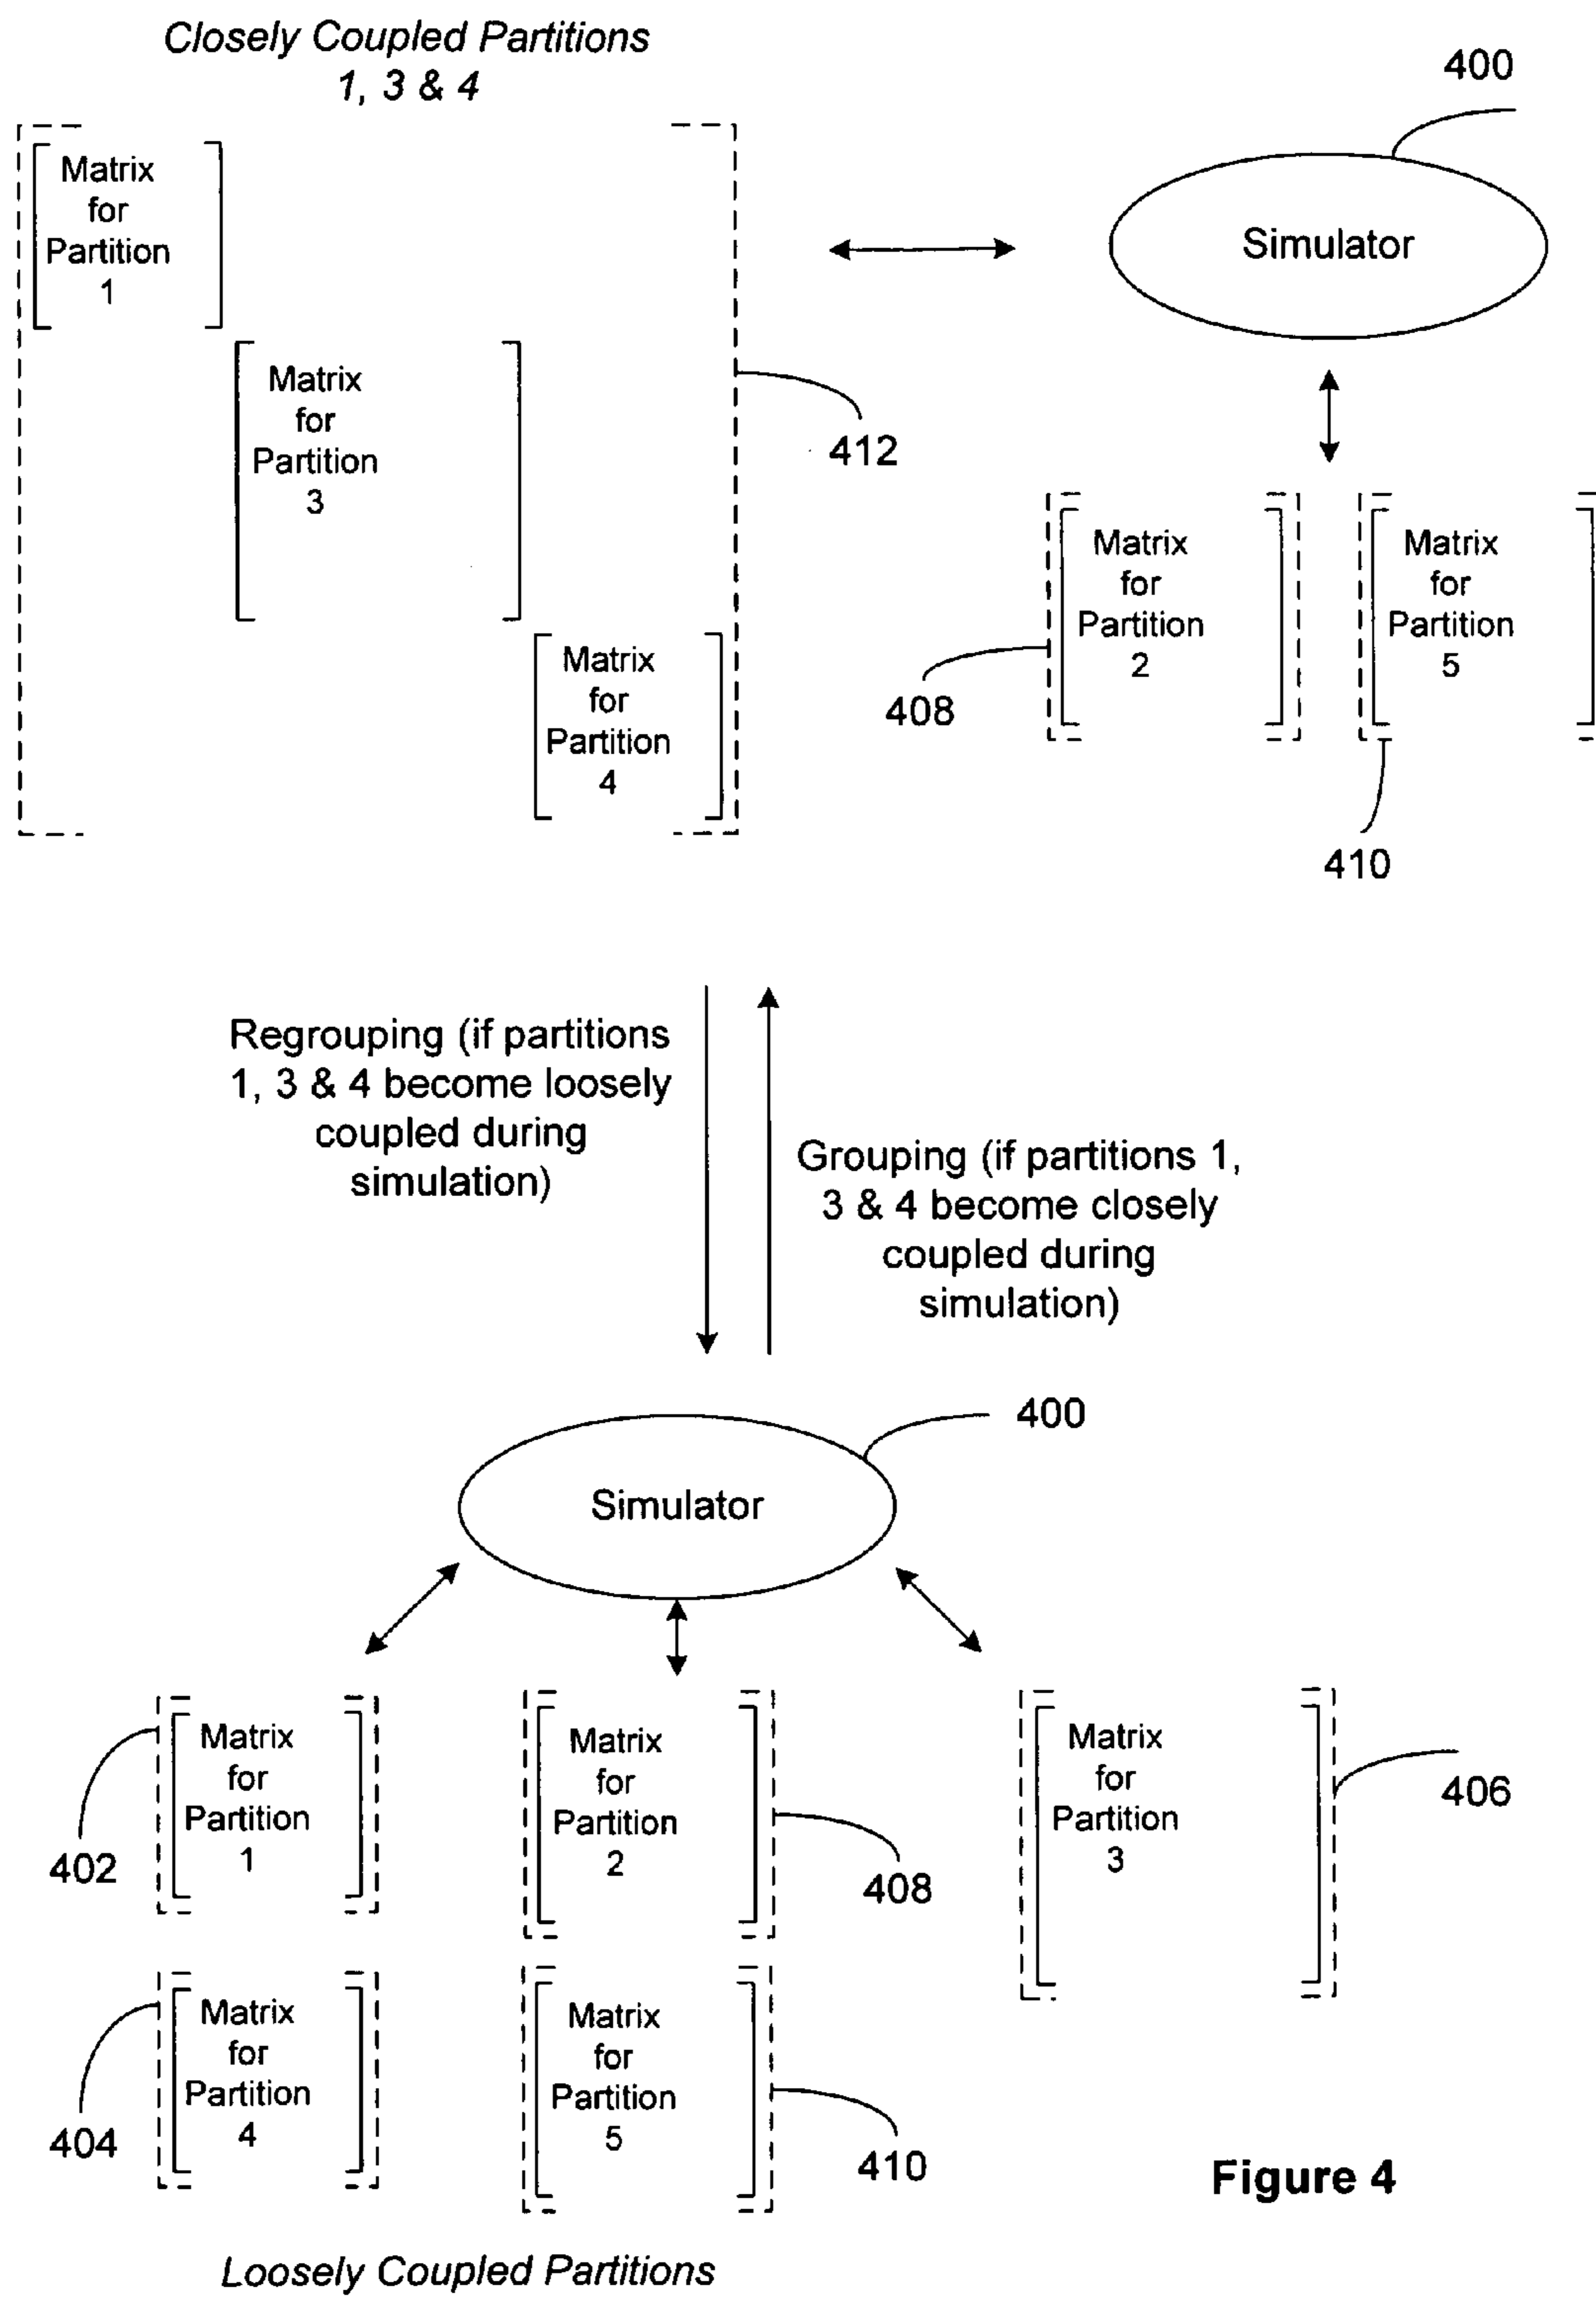 Closely Coupled Partitions
1, 3 & 4
400
Matrix
for
Partition
1
Simulator
Matrix
for
Partition
3
412
Matrix
for
Partition
2
Matrix
for
Partition
5
408
Matrix
for
Partition
4
410
Regrouping (if partitions
1, 3 & 4 become loosely
coupled during
simulation)
Grouping (if partitions 1,
3 & 4 become closely
coupled during
simulation)
400
Simulator
Matrix
for
Partition
1
402
Matrix
for
Partition
2
408
Matrix
for
Partition
3
406
Matrix
for
Partition
4
404
Matrix
for
Partition
5
410
Figure 4
Loosely Coupled Partitions